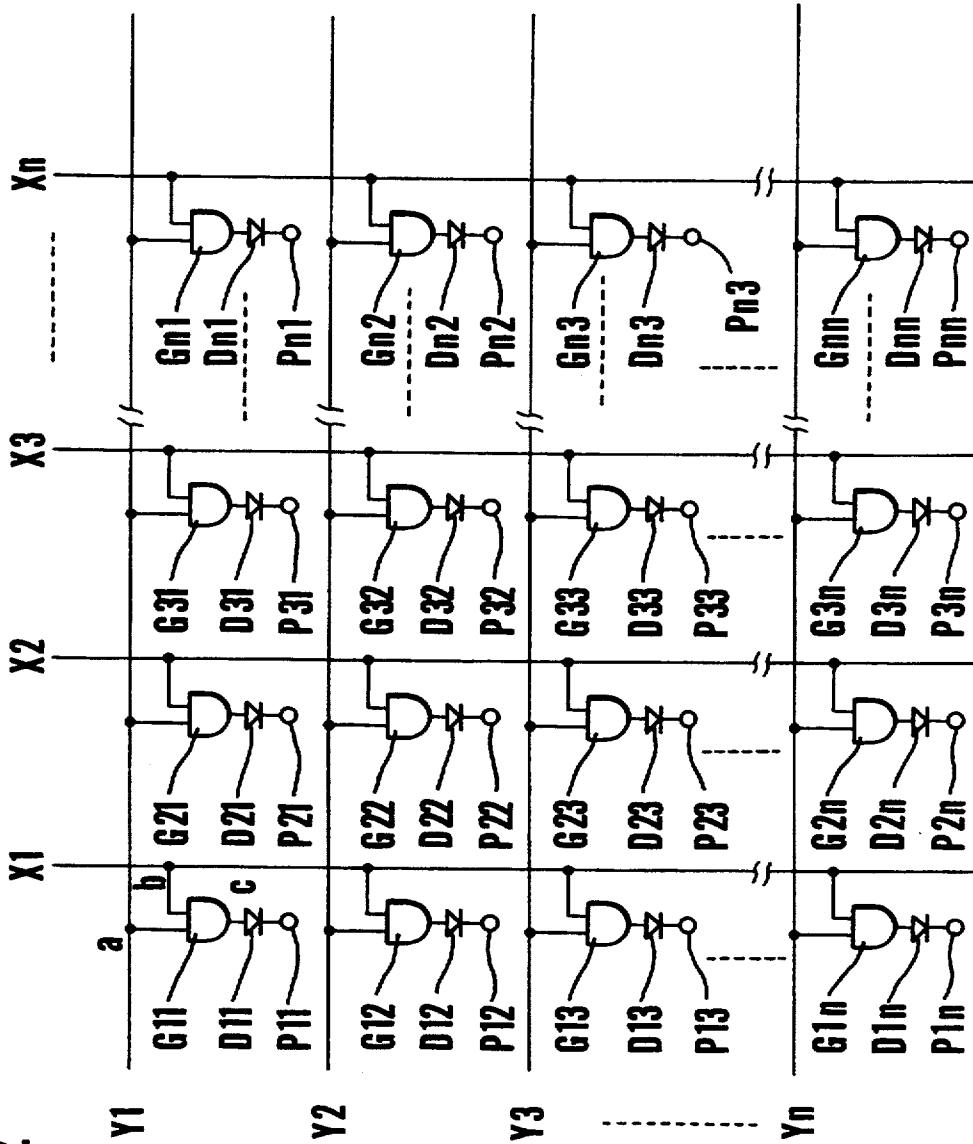 X1 X2 X3 Xn
Y1
a
b
G11 G21 G31 Gn1
c
D11 D21 D31 Dn1
P11 P21 P31 Pn1
Y2
G12 G22 G32 Gn2
D12 D22 D32 Dn2
P12 P22 P32 Pn2
Y3
G13 G23 G33 Gn3
D13 D23 D33 Dn3
P13 P23 P33 Pn3
Yn
G1n G2n G3n Gnn
D1n D2n D3n Dnn
P1n P2n P3n Pnn